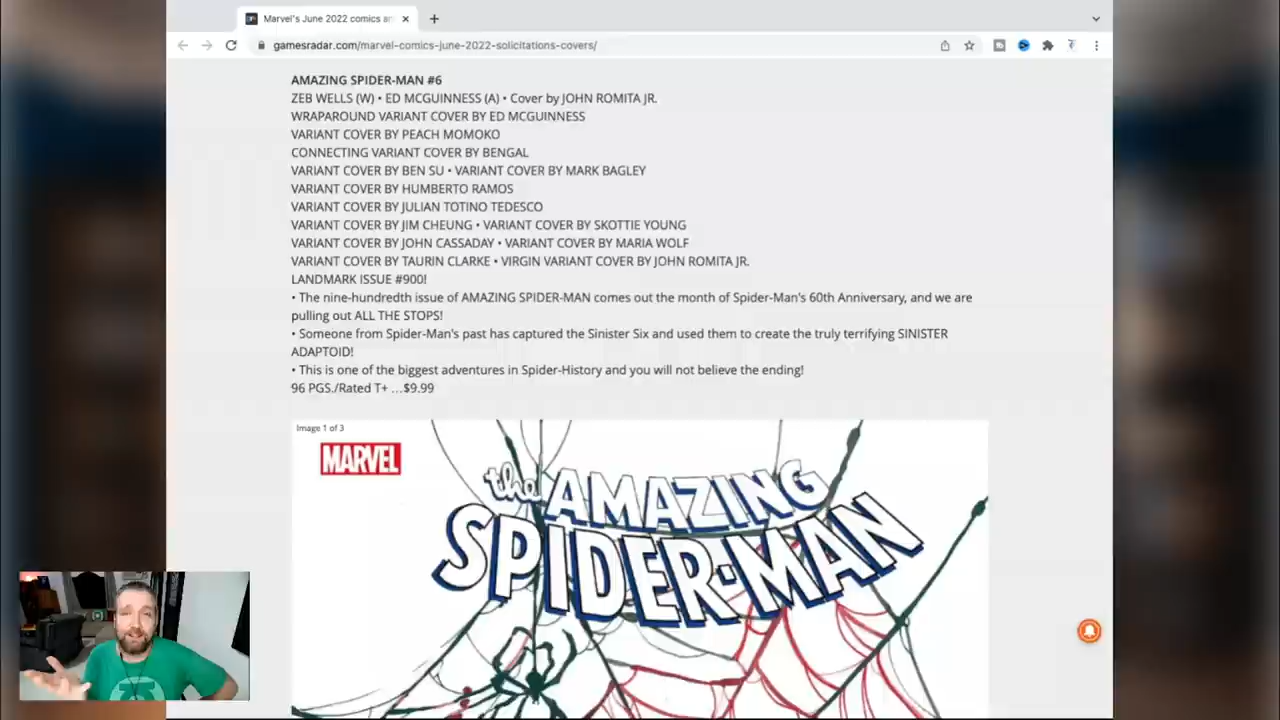 Marvel's June 2022 comics an
gamesradar.com/marvel-comics-june-2022-solicitations-covers/
AMAZING SPIDER-MAN #6
ZEB WELLS (W) • ED MCGUINNESS (A) • Cover by JOHN ROMITA JR.
WRAPAROUND VARIANT COVER BY ED MCGUINNESS
VARIANT COVER BY PEACH MOMOKO
CONNECTING VARIANT COVER BY BENGAL
VARIANT COVER BY BEN SU • VARIANT COVER BY MARK BAGLEY
VARIANT COVER BY HUMBERTO RAMOS
VARIANT COVER BY JULIAN TOTINO TEDESCO
VARIANT COVER BY JIM CHEUNG • VARIANT COVER BY SKOTTIE YOUNG
VARIANT COVER BY JOHN CASSADAY • VARIANT COVER BY MARIA WOLF
VARIANT COVER BY TAURIN CLARKE • VIRGIN VARIANT COVER BY JOHN ROMITA JR.
LANDMARK ISSUE #900!
• The nine-hundredth issue of AMAZING SPIDER-MAN comes out the month of Spider-Man's 60th Anniversary, and we are
pulling out ALL THE STOPS!
• Someone from Spider-Man's past has captured the Sinister Six and used them to create the truly terrifying SINISTER
ADAPTOID!
• This is one of the biggest adventures in Spider-History and you will not believe the ending!
96 PGS./Rated T+ …$9.99
Image 1 of 3
MARVEL
the AMAZING
SPIDER-MAN